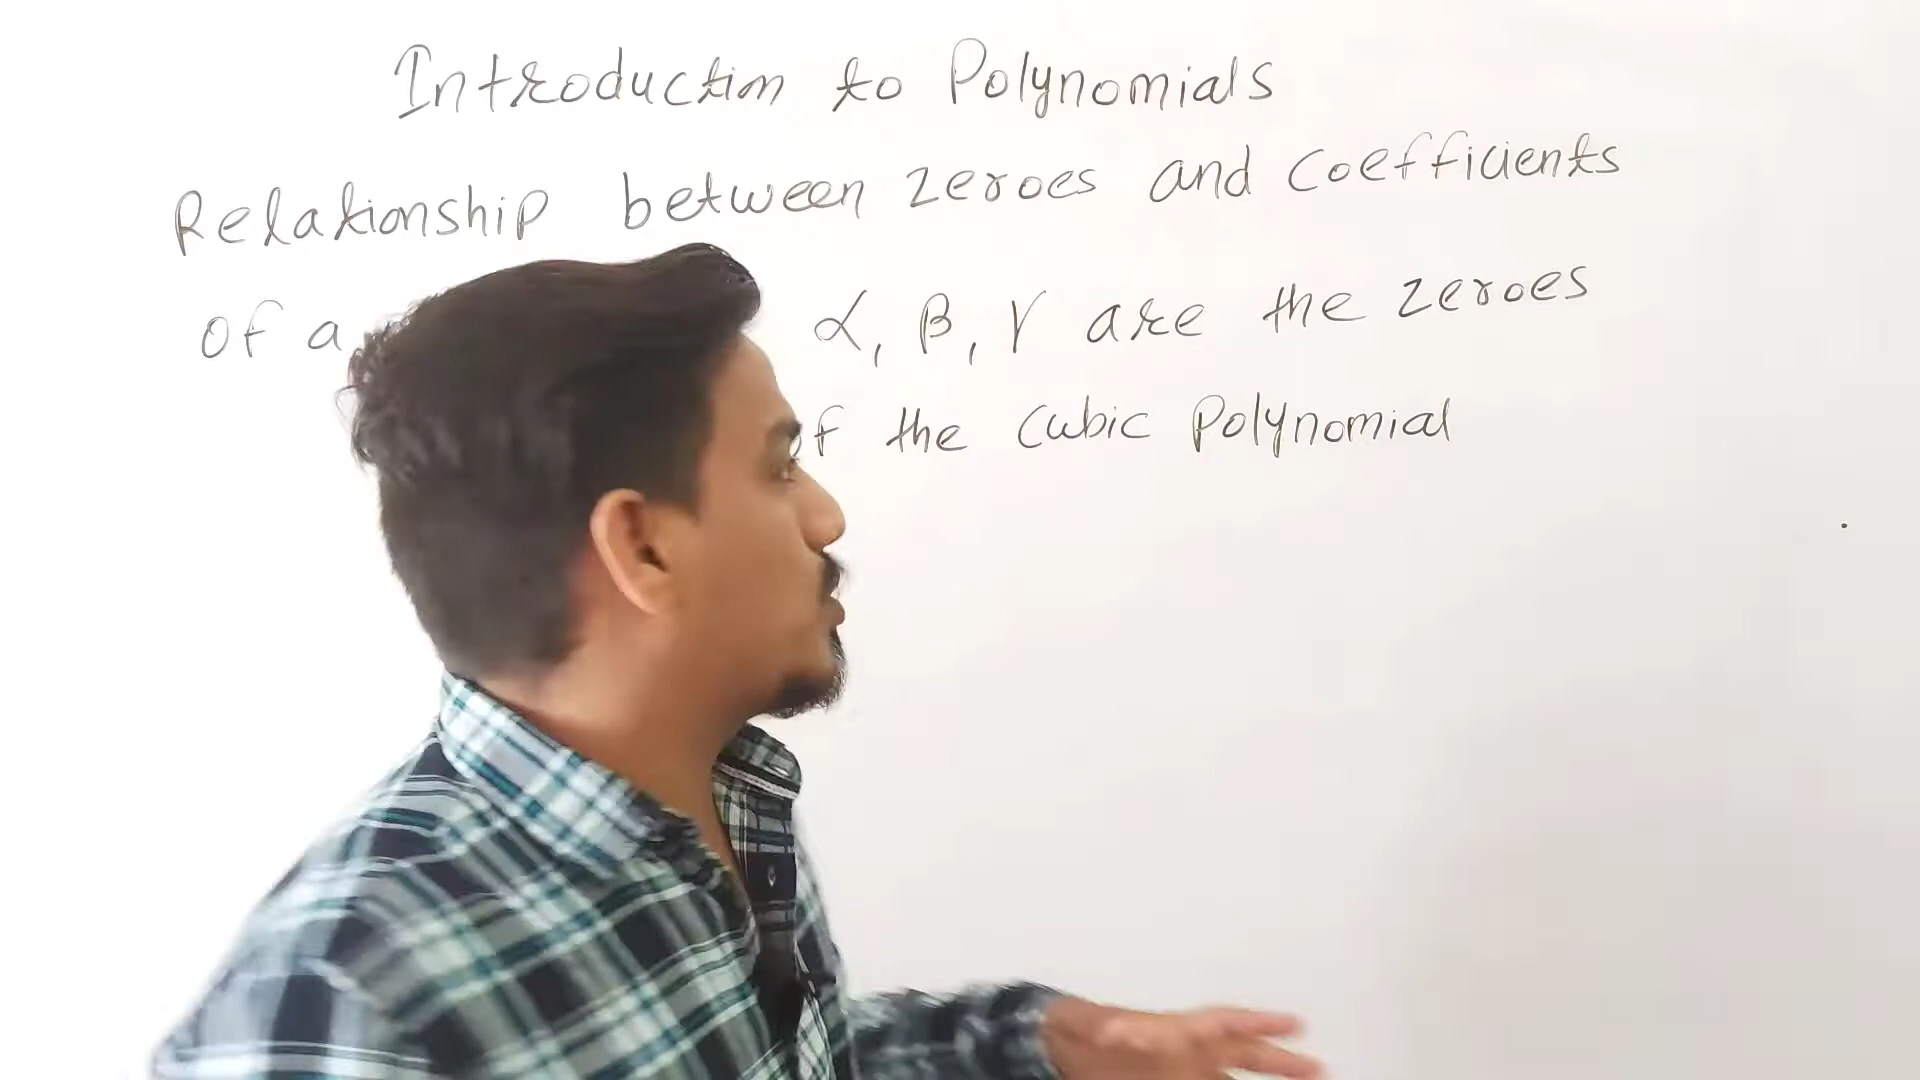 Introduction to Polynomials
Relationship between zeroes and coefficients
of a α, β, γ are the zeroes
of the cubic polynomial